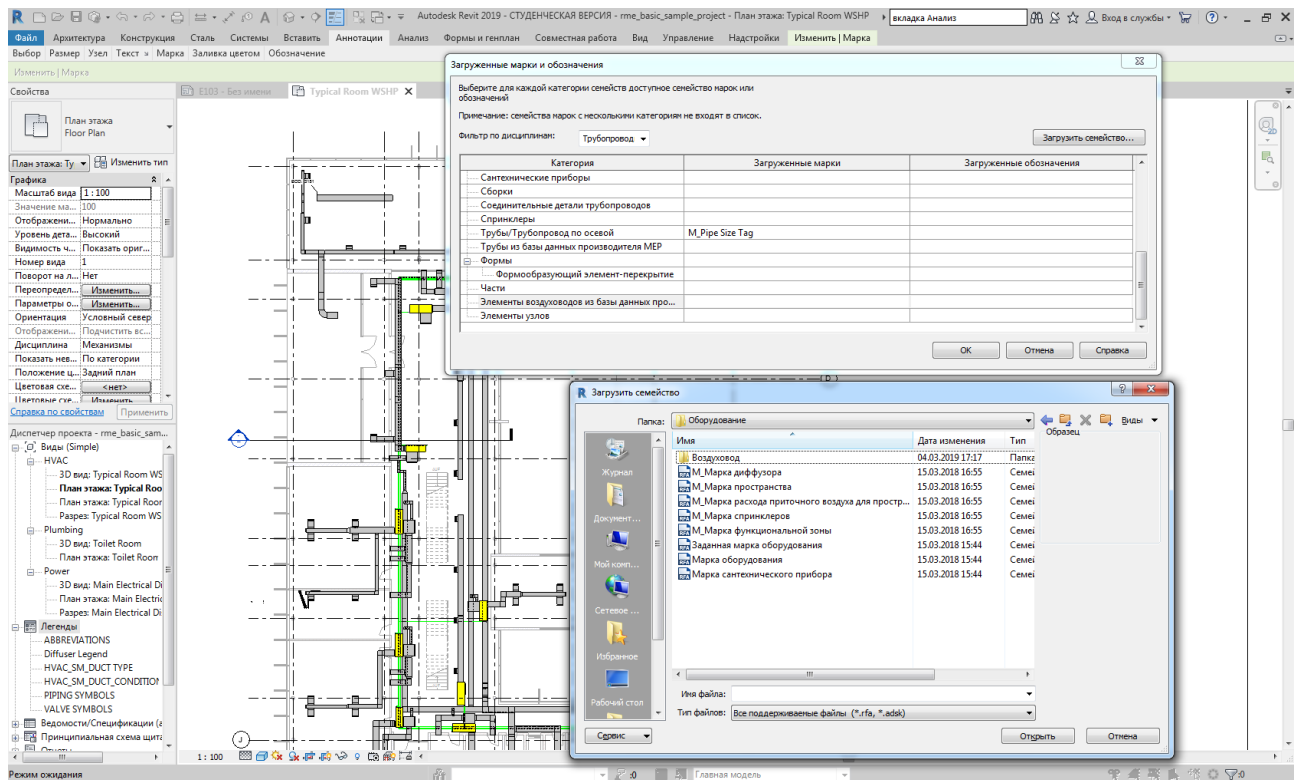 Autodesk Revit 2019 - СТУДЕНЧЕСКАЯ ВЕРСИЯ - rme_basic_sample_project - План этажа: Typical Room WSHP
вкладка Анализ
Вход в службы
Файл Архитектура Конструкция Сталь Системы Вставить Аннотации Анализ Формы и генплан Совместная работа Вид Управление Надстройки Изменить | Марка
Выбор Размер Узел Текст » Марка Заливка цветом Обозначение
Изменить | Марка
Свойства
План этажа
Floor Plan
План этажа: Ty
Изменить тип
Графика
Масштаб вида 1 : 100
Значение ма... 100
Отображени... Нормально
Уровень дета... Высокий
Видимость ч... Показать ориг...
Номер вида 1
Поворот на л... Нет
Переопредел... Изменить...
Параметры о... Изменить...
Ориентация Условный север
Отображени... Подчистить вс...
Дисциплина Механизмы
Показать нев... По категории
Положение ц... Задний план
Цветовая схе... <нет>
Цветовые схе... Изменить...
Справка по свойствам Применить
Диспетчер проекта - rme_basic_sam...
Виды (Simple)
HVAC
3D вид: Typical Room WS
План этажа: Typical Roo
План этажа: Typical Roor
Разрез: Typical Room WS
Plumbing
3D вид: Toilet Room
План этажа: Toilet Room
Power
3D вид: Main Electrical Di
План этажа: Main Electric
Разрез: Main Electrical Di
Легенды
ABBREVIATIONS
Diffuser Legend
HVAC_SM_DUCT TYPE
HVAC_SM_DUCT_CONDITION
PIPING SYMBOLS
VALVE SYMBOLS
Ведомости/Спецификации (а
Принципиальная схема щита
Отчеты
E103 - Без имени
Typical Room WSHP
Загруженные марки и обозначения
Выберите для каждой категории семейств доступное семейство марок или
обозначений
Примечание: семейства марок с несколькими категориями не входят в список.
Фильтр по дисциплинам: Трубопровод
Загрузить семейство...
Категория Загруженные марки Загруженные обозначения
Сантехнические приборы
Сборки
Соединительные детали трубопроводов
Спринклеры
Трубы/Трубопровод по осевой M_Pipe Size Tag
Трубы из базы данных производителя MEP
Формы
Формообразующий элемент-перекрытие
Части
Элементы воздуховодов из базы данных про...
Элементы узлов
OK Отмена Справка
D
J
Загрузить семейство
Папка: Оборудование
Виды
Образец
Имя Дата изменения Тип
Воздуховод 04.03.2019 17:17 Папка
М_Марка диффузора 15.03.2018 16:55 Семей
М_Марка пространства 15.03.2018 16:55 Семей
М_Марка расхода приточного воздуха для простр... 15.03.2018 16:55 Семей
М_Марка спринклеров 15.03.2018 16:55 Семей
М_Марка функциональной зоны 15.03.2018 16:55 Семей
Заданная марка оборудования 15.03.2018 15:44 Семей
Марка оборудования 15.03.2018 15:44 Семей
Марка сантехнического прибора 15.03.2018 15:44 Семей
Журнал
Документ...
Мой комп...
Сетевое ...
Избранное
Рабочий стол
Имя файла:
Тип файлов: Все поддерживаемые файлы (*.rfa, *.adsk)
Сервис
Открыть Отмена
1 : 100
Режим ожидания
:0
Главная модель
:0